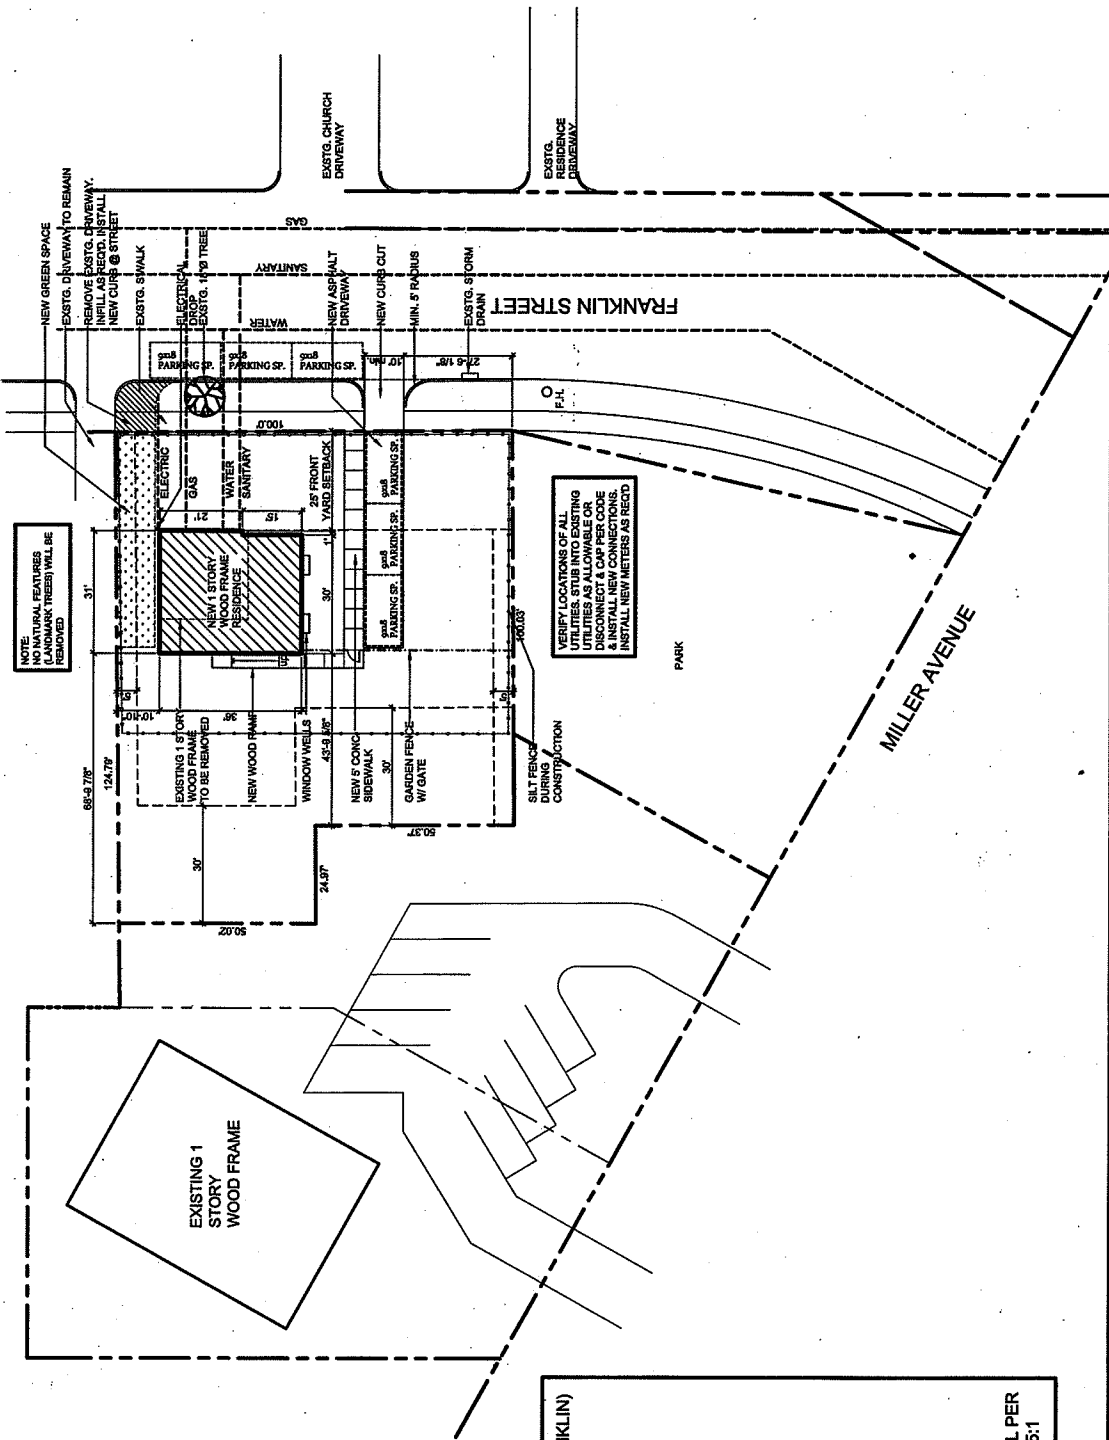 NOTE:
NO NATURAL FEATURES
(LANDMARK TREES) WILL BE
REMOVED
NEW GREEN SPACE
EXSTG. DRIVEWAY TO REMAIN
REMOVE EXSTG. DRIVEWAY.
INFILL AS REQ'D. INSTALL
NEW CURB @ STREET
EXSTG. S/WALK
ELECTRICAL
DROP
EXSTG. 18"Ø TREE
NEW ASPHALT
DRIVEWAY
NEW CURB CUT
MIN. 5' RADIUS
EXSTG. STORM
DRAIN
EXSTG. CHURCH
DRIVEWAY
EXSTG.
RESIDENCE
DRIVEWAY
GAS
SANITARY
WATER
FRANKLIN STREET
9x18
PARKING SP.
9x18
PARKING SP.
9x18
PARKING SP.
10' min.
27'-6 1/8"
F.H.
100.0'
ELECTRIC
GAS
WATER
SANITARY
25' FRONT
YARD SETBACK
21'
15'
31'
30'
1'
NEW 1 STORY
WOOD FRAME
RESIDENCE
9x18
PARKING SP.
9x18
PARKING SP.
9x18
PARKING SP.
VERIFY LOCATIONS OF ALL
UTILITIES. STUB INTO EXISTING
UTILITIES AS ALLOWABLE OR
DISCONNECT & CAP PER CODE
& INSTALL NEW CONNECTIONS.
INSTALL NEW METERS AS REQ'D
100.03'
PARK
MILLER AVENUE
5'
10'-10"
36'
5'
dn
68'-9 7/8"
124.79'
EXISTING 1 STORY
WOOD FRAME
TO BE REMOVED
NEW WOOD RAMP
WINDOW WELLS
43'-9 5/8"
NEW 5' CONC
SIDEWALK
30'
GARDEN FENCE
W/ GATE
SILT FENCE
DURING
CONSTRUCTION
30'
50.02'
24.97'
50.37'
EXISTING 1
STORY
WOOD FRAME
KLIN)
L PER
5:1